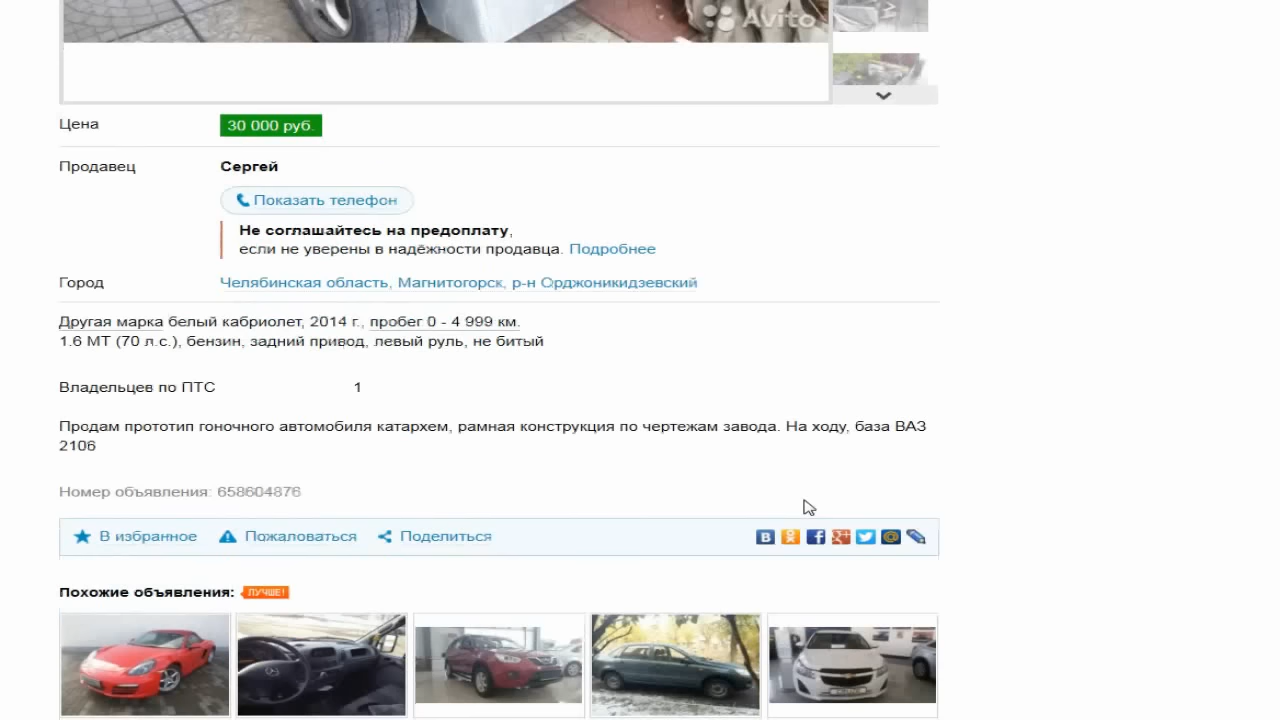 Avito
Цена
30 000 руб.
Продавец
Сергей
Показать телефон
Не соглашайтесь на предоплату,
если не уверены в надёжности продавца. Подробнее
Город
Челябинская область, Магнитогорск, р-н Орджоникидзевский
Другая марка белый кабриолет, 2014 г., пробег 0 - 4 999 км.
1.6 МТ (70 л.с.), бензин, задний привод, левый руль, не битый
Владельцев по ПТС 1
Продам прототип гоночного автомобиля катархем, рамная конструкция по чертежам завода. На ходу, база ВАЗ
2106
Номер объявления: 658604876
В избранное Пожаловаться Поделиться
Похожие объявления: ЛУЧШЕ!